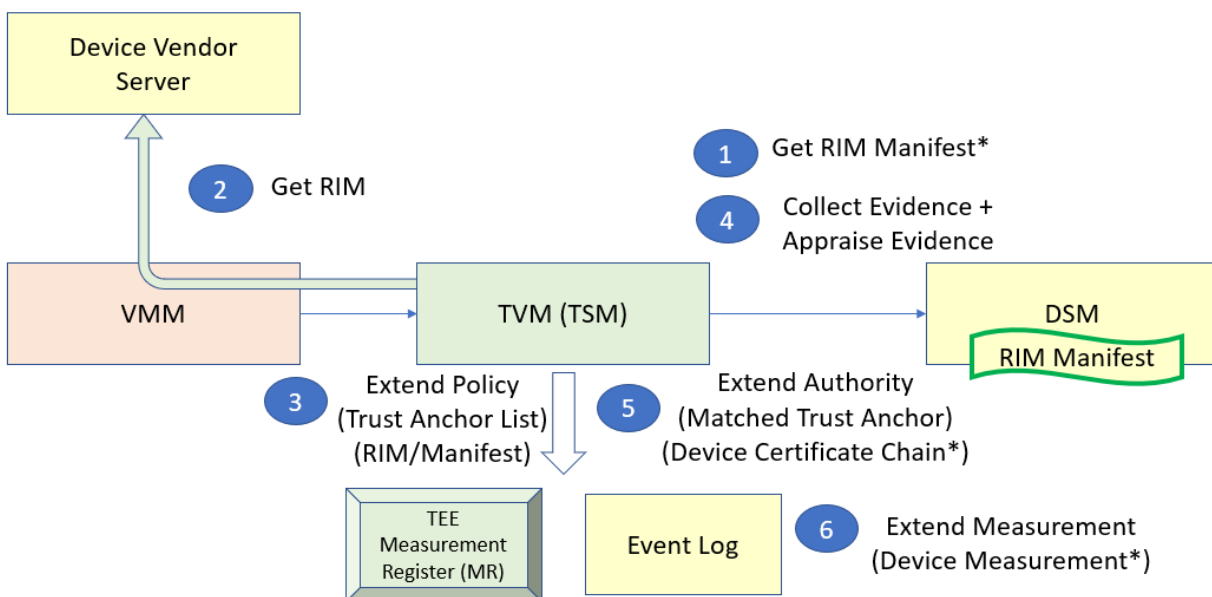 Device Vendor
Server
1
Get RIM Manifest*
2
Get RIM
4
Collect Evidence +
Appraise Evidence
VMM
TVM (TSM)
DSM
RIM Manifest
3
Extend Policy
(Trust Anchor List)
(RIM/Manifest)
5
Extend Authority
(Matched Trust Anchor)
(Device Certificate Chain*)
TEE
Measurement
Register (MR)
Event Log
6
Extend Measurement
(Device Measurement*)